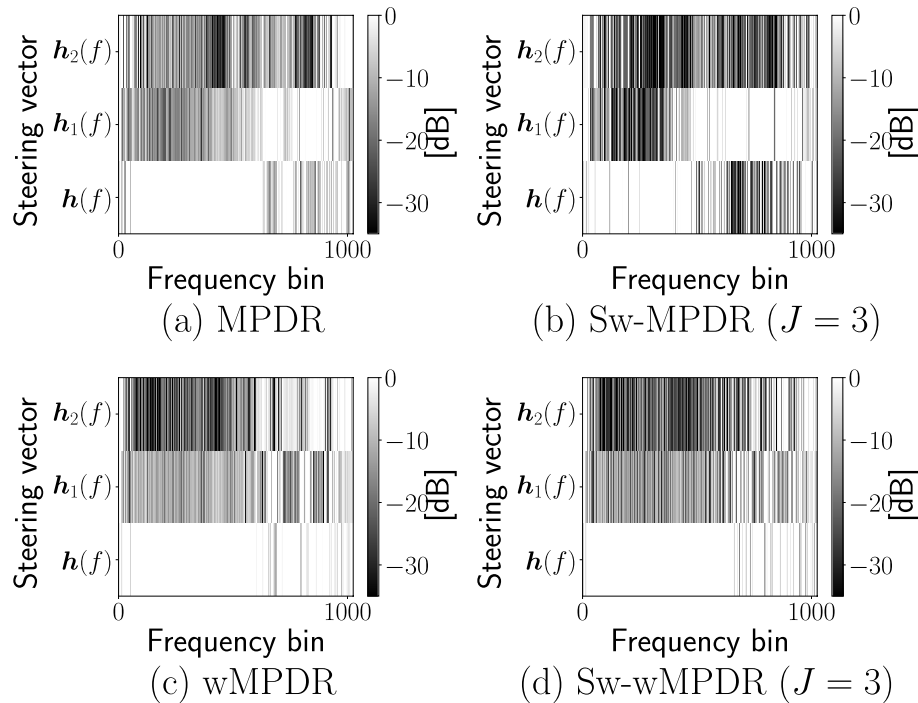 Steering vector
h₂(f)
h₁(f)
h(f)
0
1000
Frequency bin
0
−10
−20
−30
[dB]
(a) MPDR
Steering vector
h₂(f)
h₁(f)
h(f)
0
1000
Frequency bin
0
−10
−20
−30
[dB]
(b) Sw-MPDR (J = 3)
Steering vector
h₂(f)
h₁(f)
h(f)
0
1000
Frequency bin
0
−10
−20
−30
[dB]
(c) wMPDR
Steering vector
h₂(f)
h₁(f)
h(f)
0
1000
Frequency bin
0
−10
−20
−30
[dB]
(d) Sw-wMPDR (J = 3)